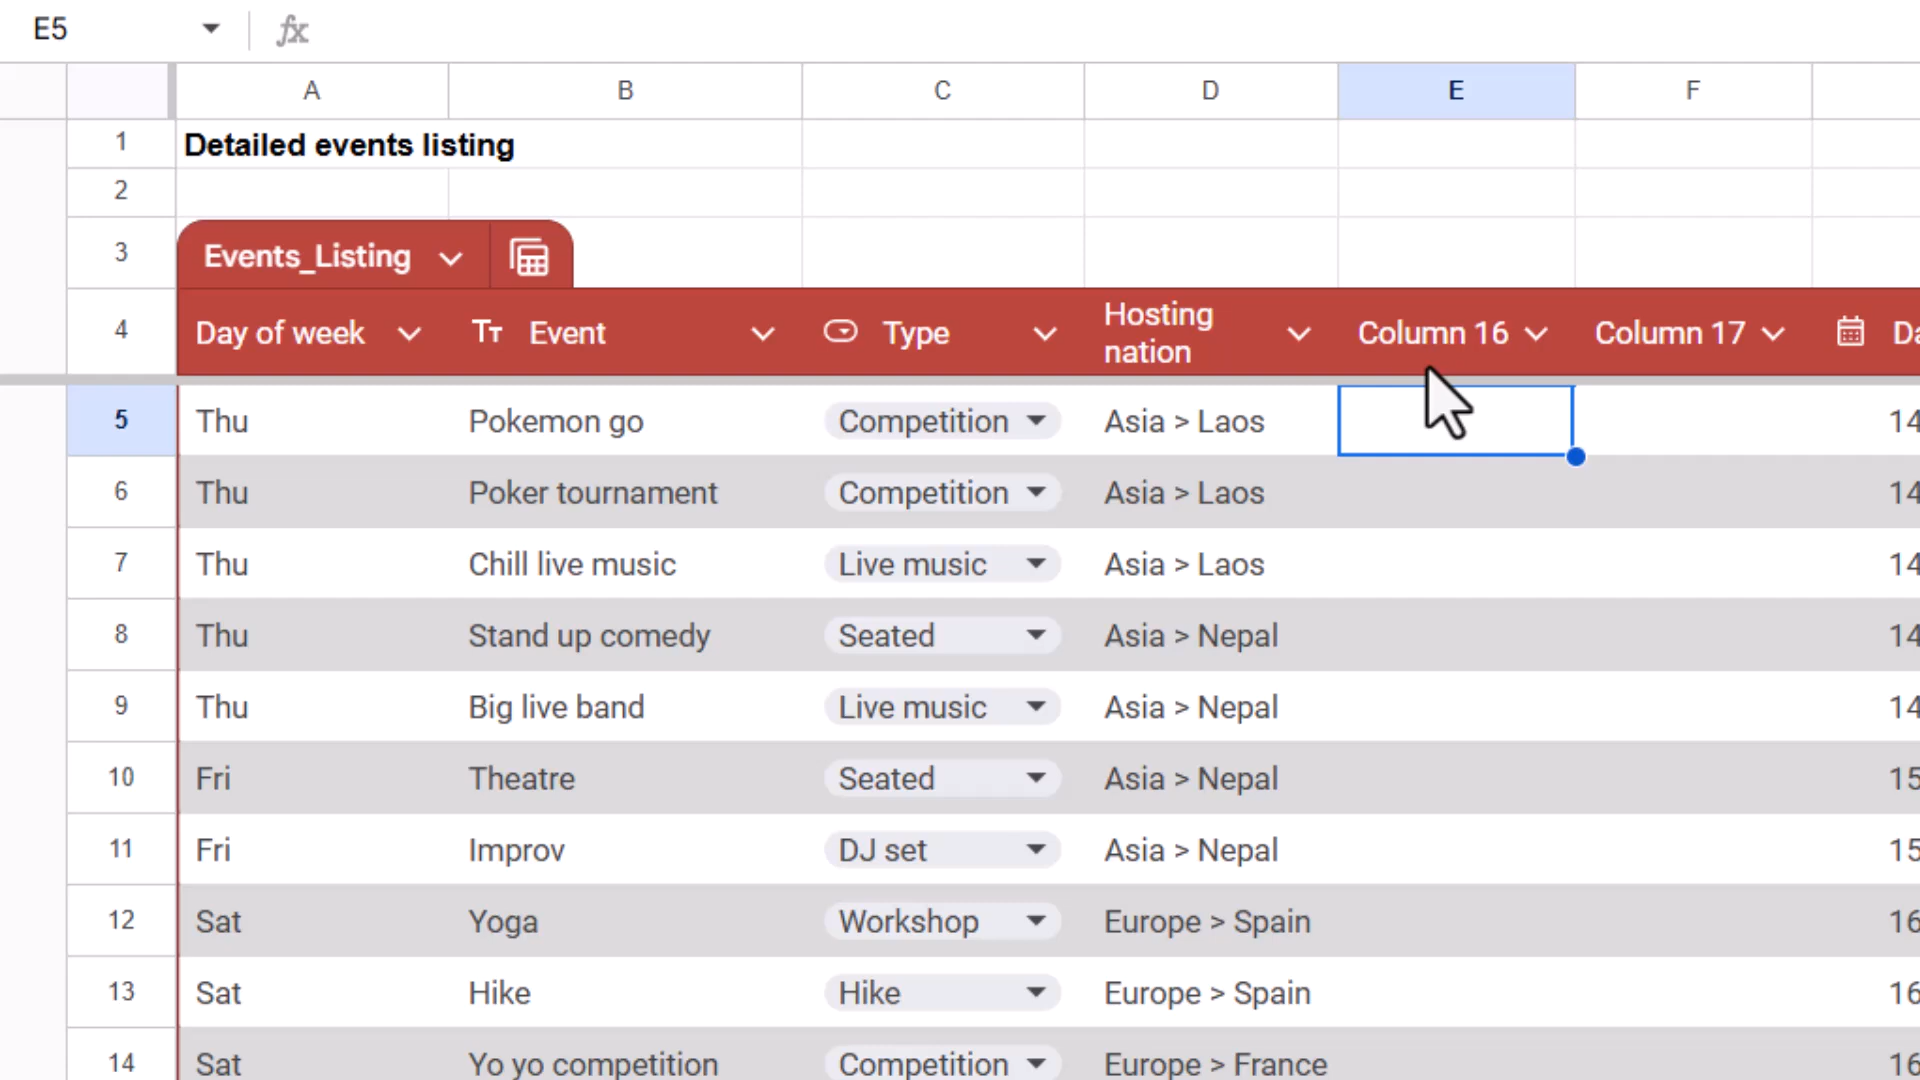 E5 fx
A B C D E F
1 Detailed events listing
2
3 Events_Listing
4 Day of week Tт Event Type Hosting nation Column 16 Column 17 Da
5 Thu Pokemon go Competition Asia > Laos 14
6 Thu Poker tournament Competition Asia > Laos 14
7 Thu Chill live music Live music Asia > Laos 14
8 Thu Stand up comedy Seated Asia > Nepal 14
9 Thu Big live band Live music Asia > Nepal 14
10 Fri Theatre Seated Asia > Nepal 15
11 Fri Improv DJ set Asia > Nepal 15
12 Sat Yoga Workshop Europe > Spain 16
13 Sat Hike Hike Europe > Spain 16
14 Sat Yo yo competition Competition Europe > France 16